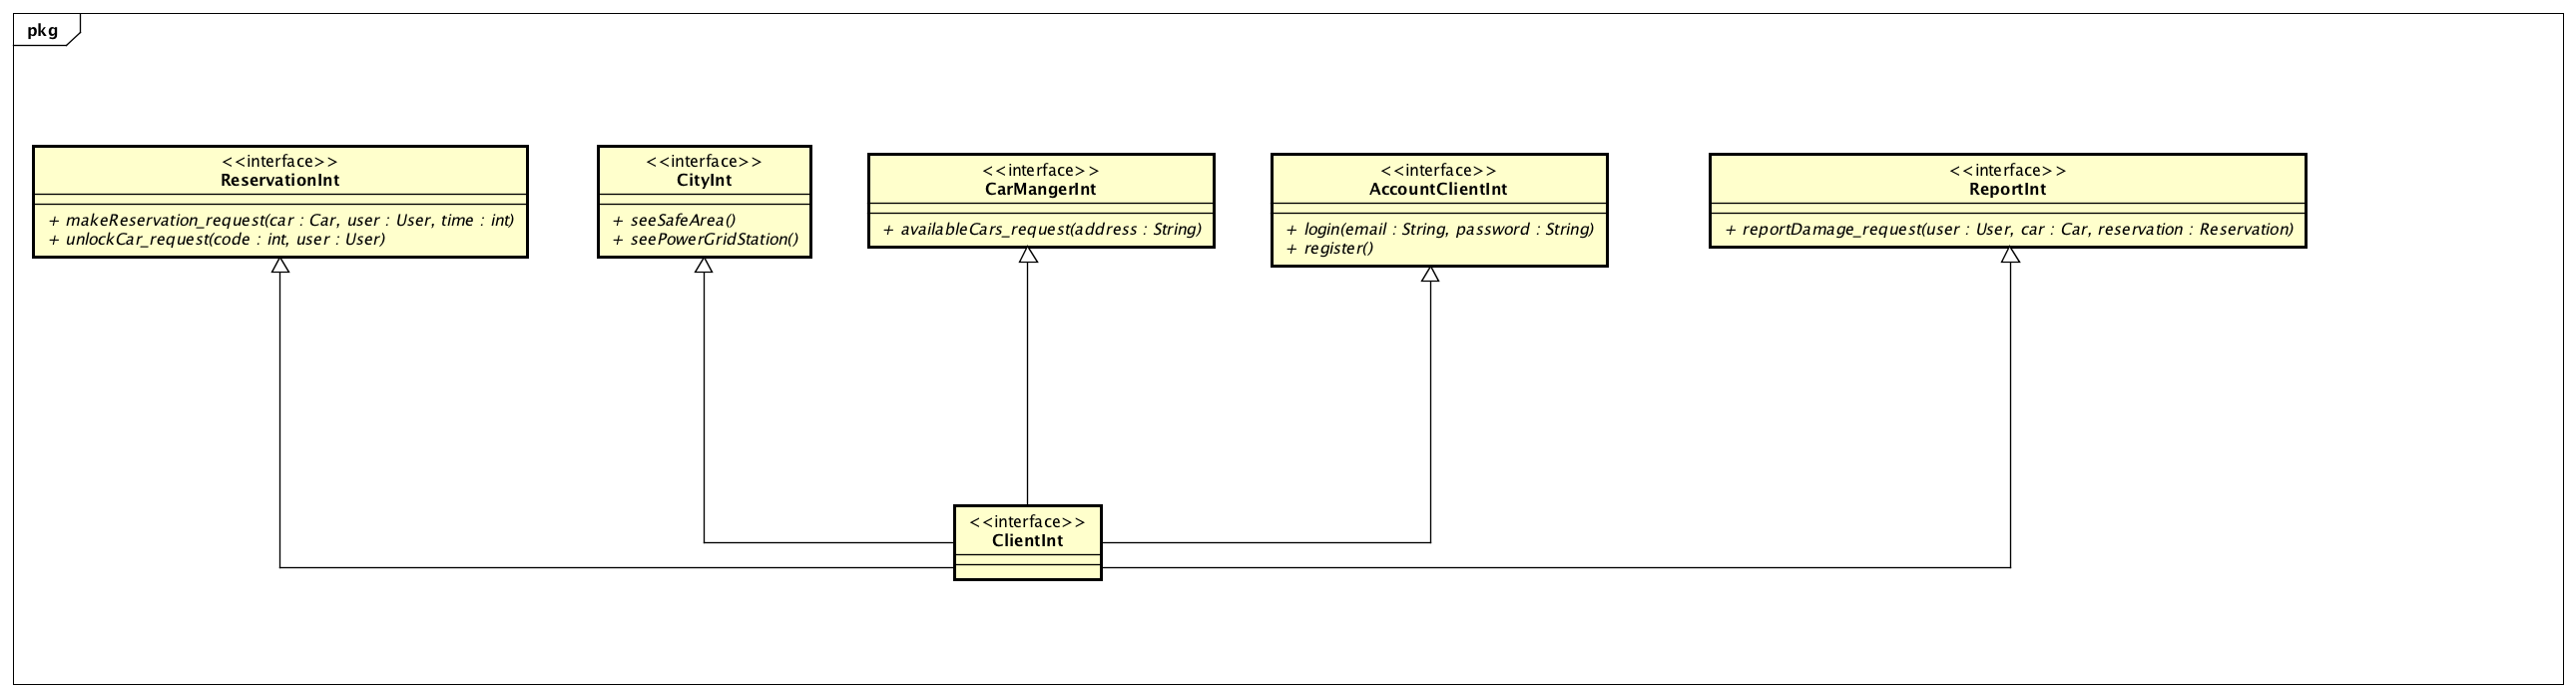 pkg
<<interface>>
ReservationInt
+ makeReservation_request(car : Car, user : User, time : int)
+ unlockCar_request(code : int, user : User)
<<interface>>
CityInt
+ seeSafeArea()
+ seePowerGridStation()
<<interface>>
CarMangerInt
+ availableCars_request(address : String)
<<interface>>
AccountClientInt
+ login(email : String, password : String)
+ register()
<<interface>>
ReportInt
+ reportDamage_request(user : User, car : Car, reservation : Reservation)
<<interface>>
ClientInt